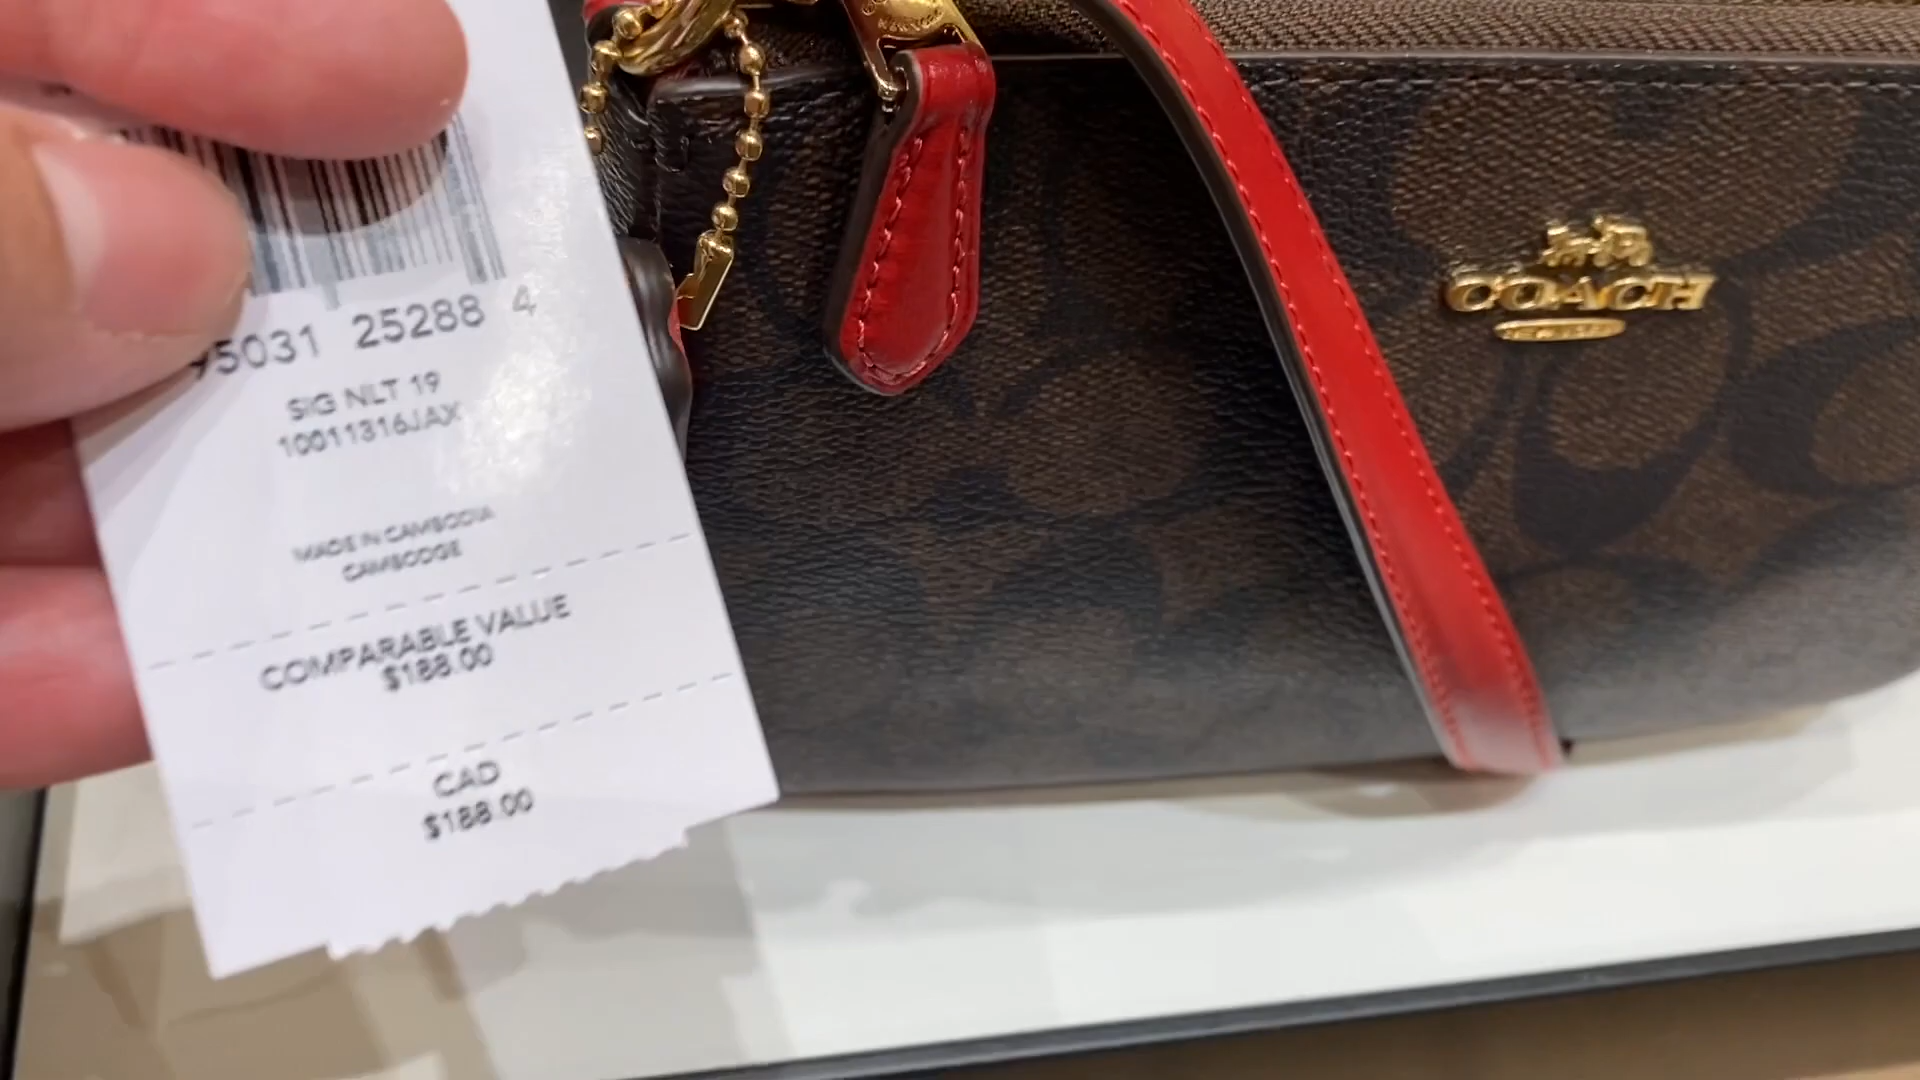 95031 25288 4
SIG NLT 19
10011316JAX
MADE IN CAMBODIA
CAMBODGE
COMPARABLE VALUE
$188.00
CAD
$188.00
COACH